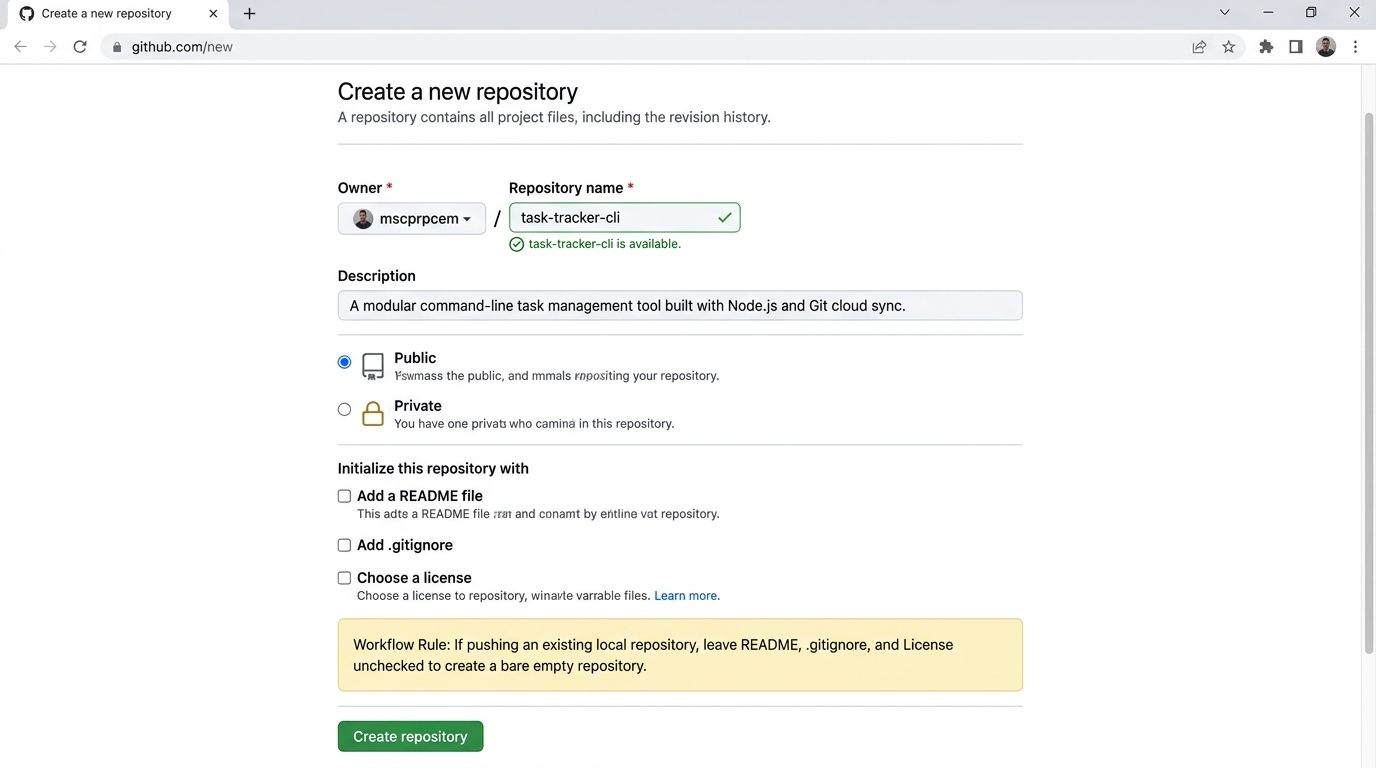 Create a new repository
github.com/new
Create a new repository
A repository contains all project files, including the revision history.
Owner * Repository name *
mscprpcem / task-tracker-cli
task-tracker-cli is available.
Description
A modular command-line task management tool built with Node.js and Git cloud sync.
Public
the public, and your repository.
Private
You have one who in this repository.
Initialize this repository with
Add a README file
This a README file and by repository.
Add .gitignore
Choose a license
Choose a license to repository, files. Learn more.
Workflow Rule: If pushing an existing local repository, leave README, .gitignore, and License
unchecked to create a bare empty repository.
Create repository